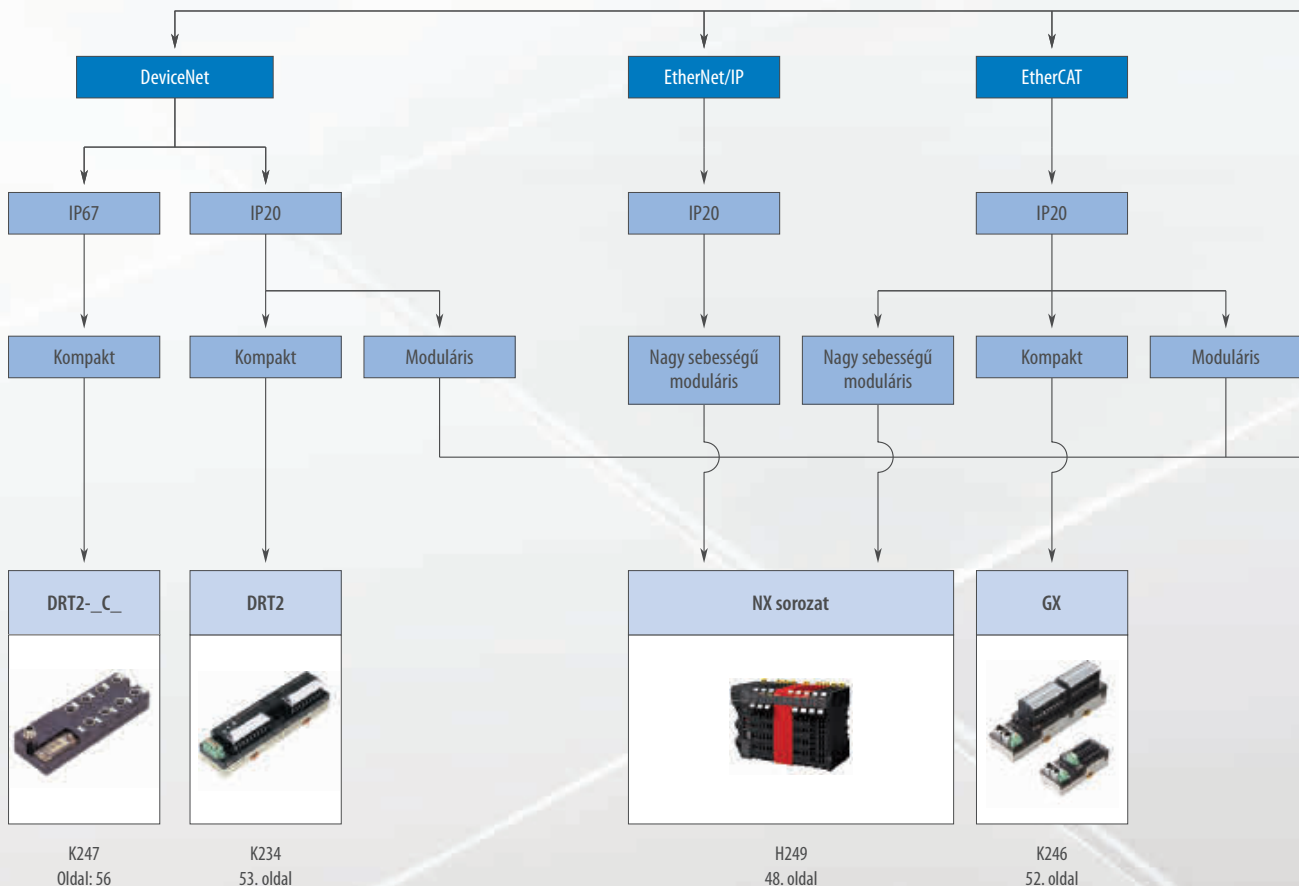 DeviceNet
EtherNet/IP
EtherCAT
IP67
IP20
IP20
IP20
Kompakt
Kompakt
Moduláris
Nagy sebességű
moduláris
Nagy sebességű
moduláris
Kompakt
Moduláris
DRT2-_C_
DRT2
NX sorozat
GX
K247
Oldal: 56
K234
53. oldal
H249
48. oldal
K246
52. oldal